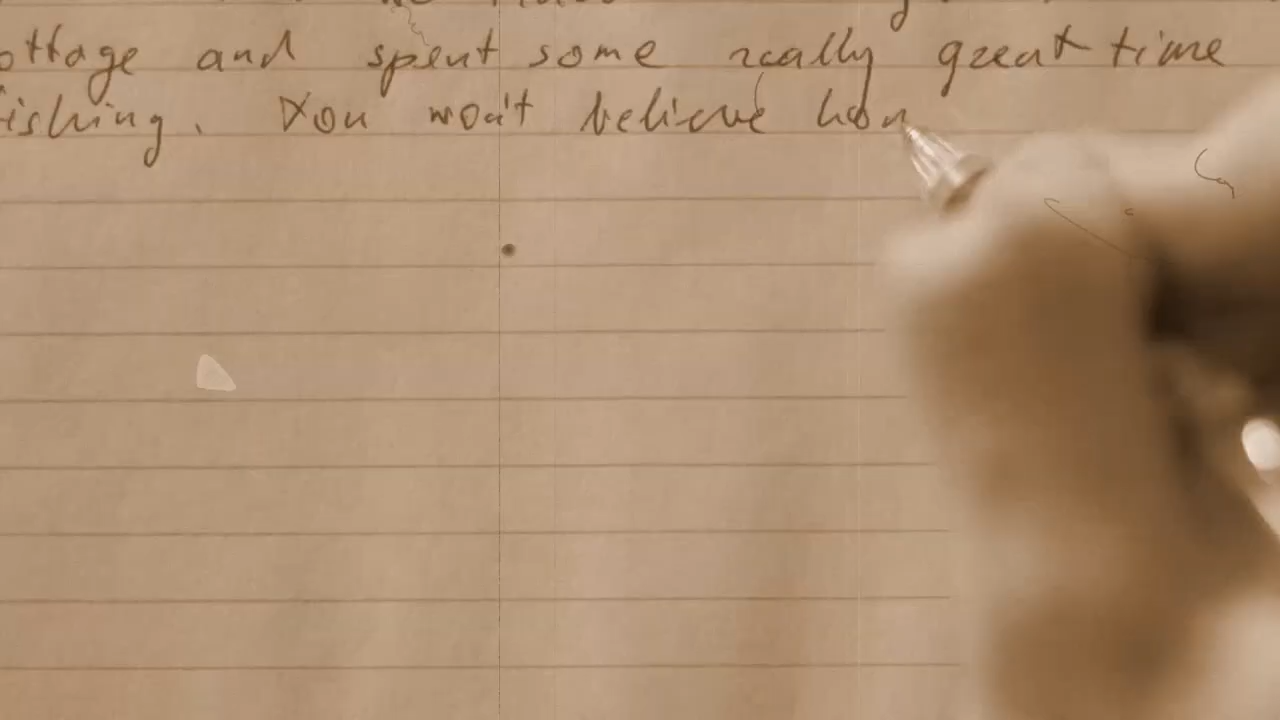 ottage and spent some really great time
ishing. You won't believe how